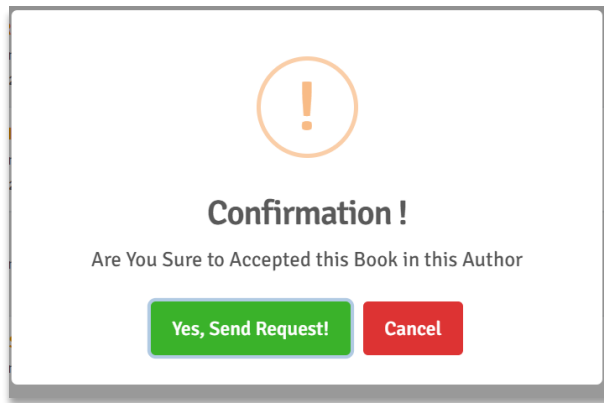 !
Confirmation !
Are You Sure to Accepted this Book in this Author
Yes, Send Request!
Cancel